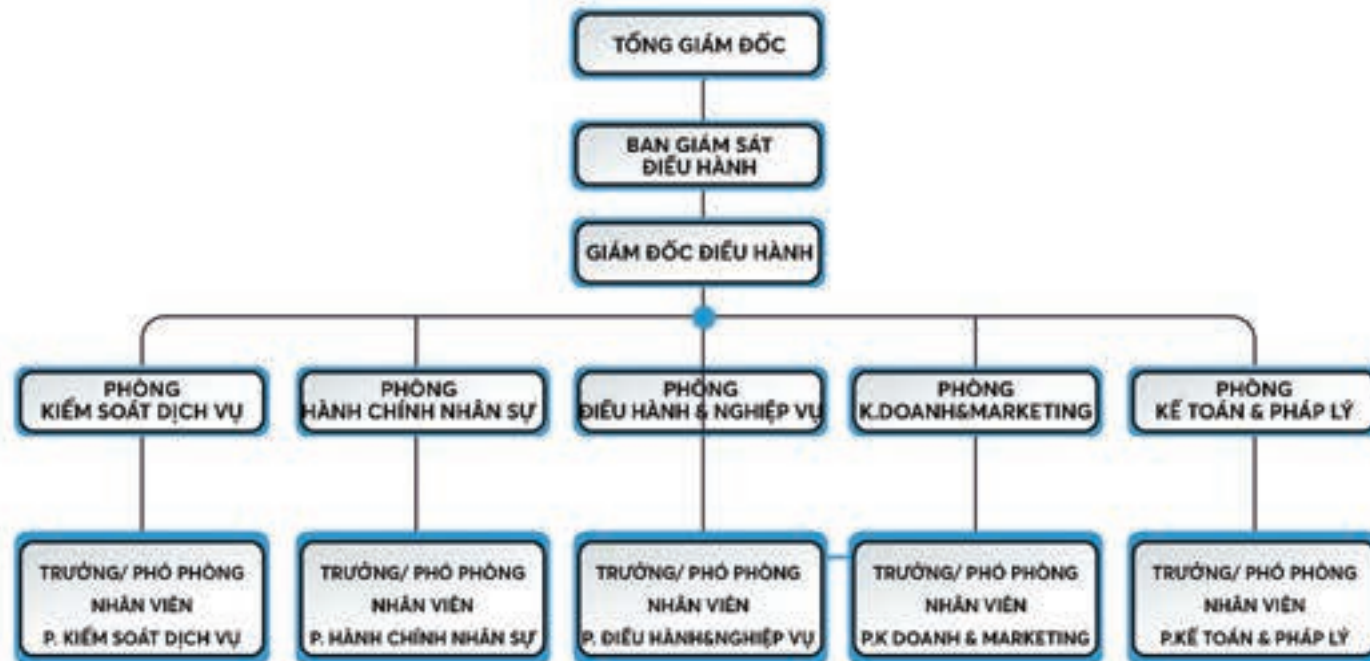 TỔNG GIÁM ĐỐC
BAN GIÁM SÁT
ĐIỀU HÀNH
GIÁM ĐỐC ĐIỀU HÀNH
PHÒNG
KIỂM SOÁT DỊCH VỤ
PHÒNG
HÀNH CHÍNH NHÂN SỰ
PHÒNG
ĐIỀU HÀNH & NGHIỆP VỤ
PHÒNG
K.DOANH&MARKETING
PHÒNG
KẾ TOÁN & PHÁP LÝ
TRƯỞNG/ PHÓ PHÒNG
NHÂN VIÊN
P. KIỂM SOÁT DỊCH VỤ
TRƯỞNG/ PHÓ PHÒNG
NHÂN VIÊN
P. HÀNH CHÍNH NHÂN SỰ
TRƯỞNG/ PHÓ PHÒNG
NHÂN VIÊN
P. ĐIỀU HÀNH&NGHIỆP VỤ
TRƯỞNG/ PHÓ PHÒNG
NHÂN VIÊN
P.K DOANH & MARKETING
TRƯỞNG/ PHÓ PHÒNG
NHÂN VIÊN
P.KẾ TOÁN & PHÁP LÝ